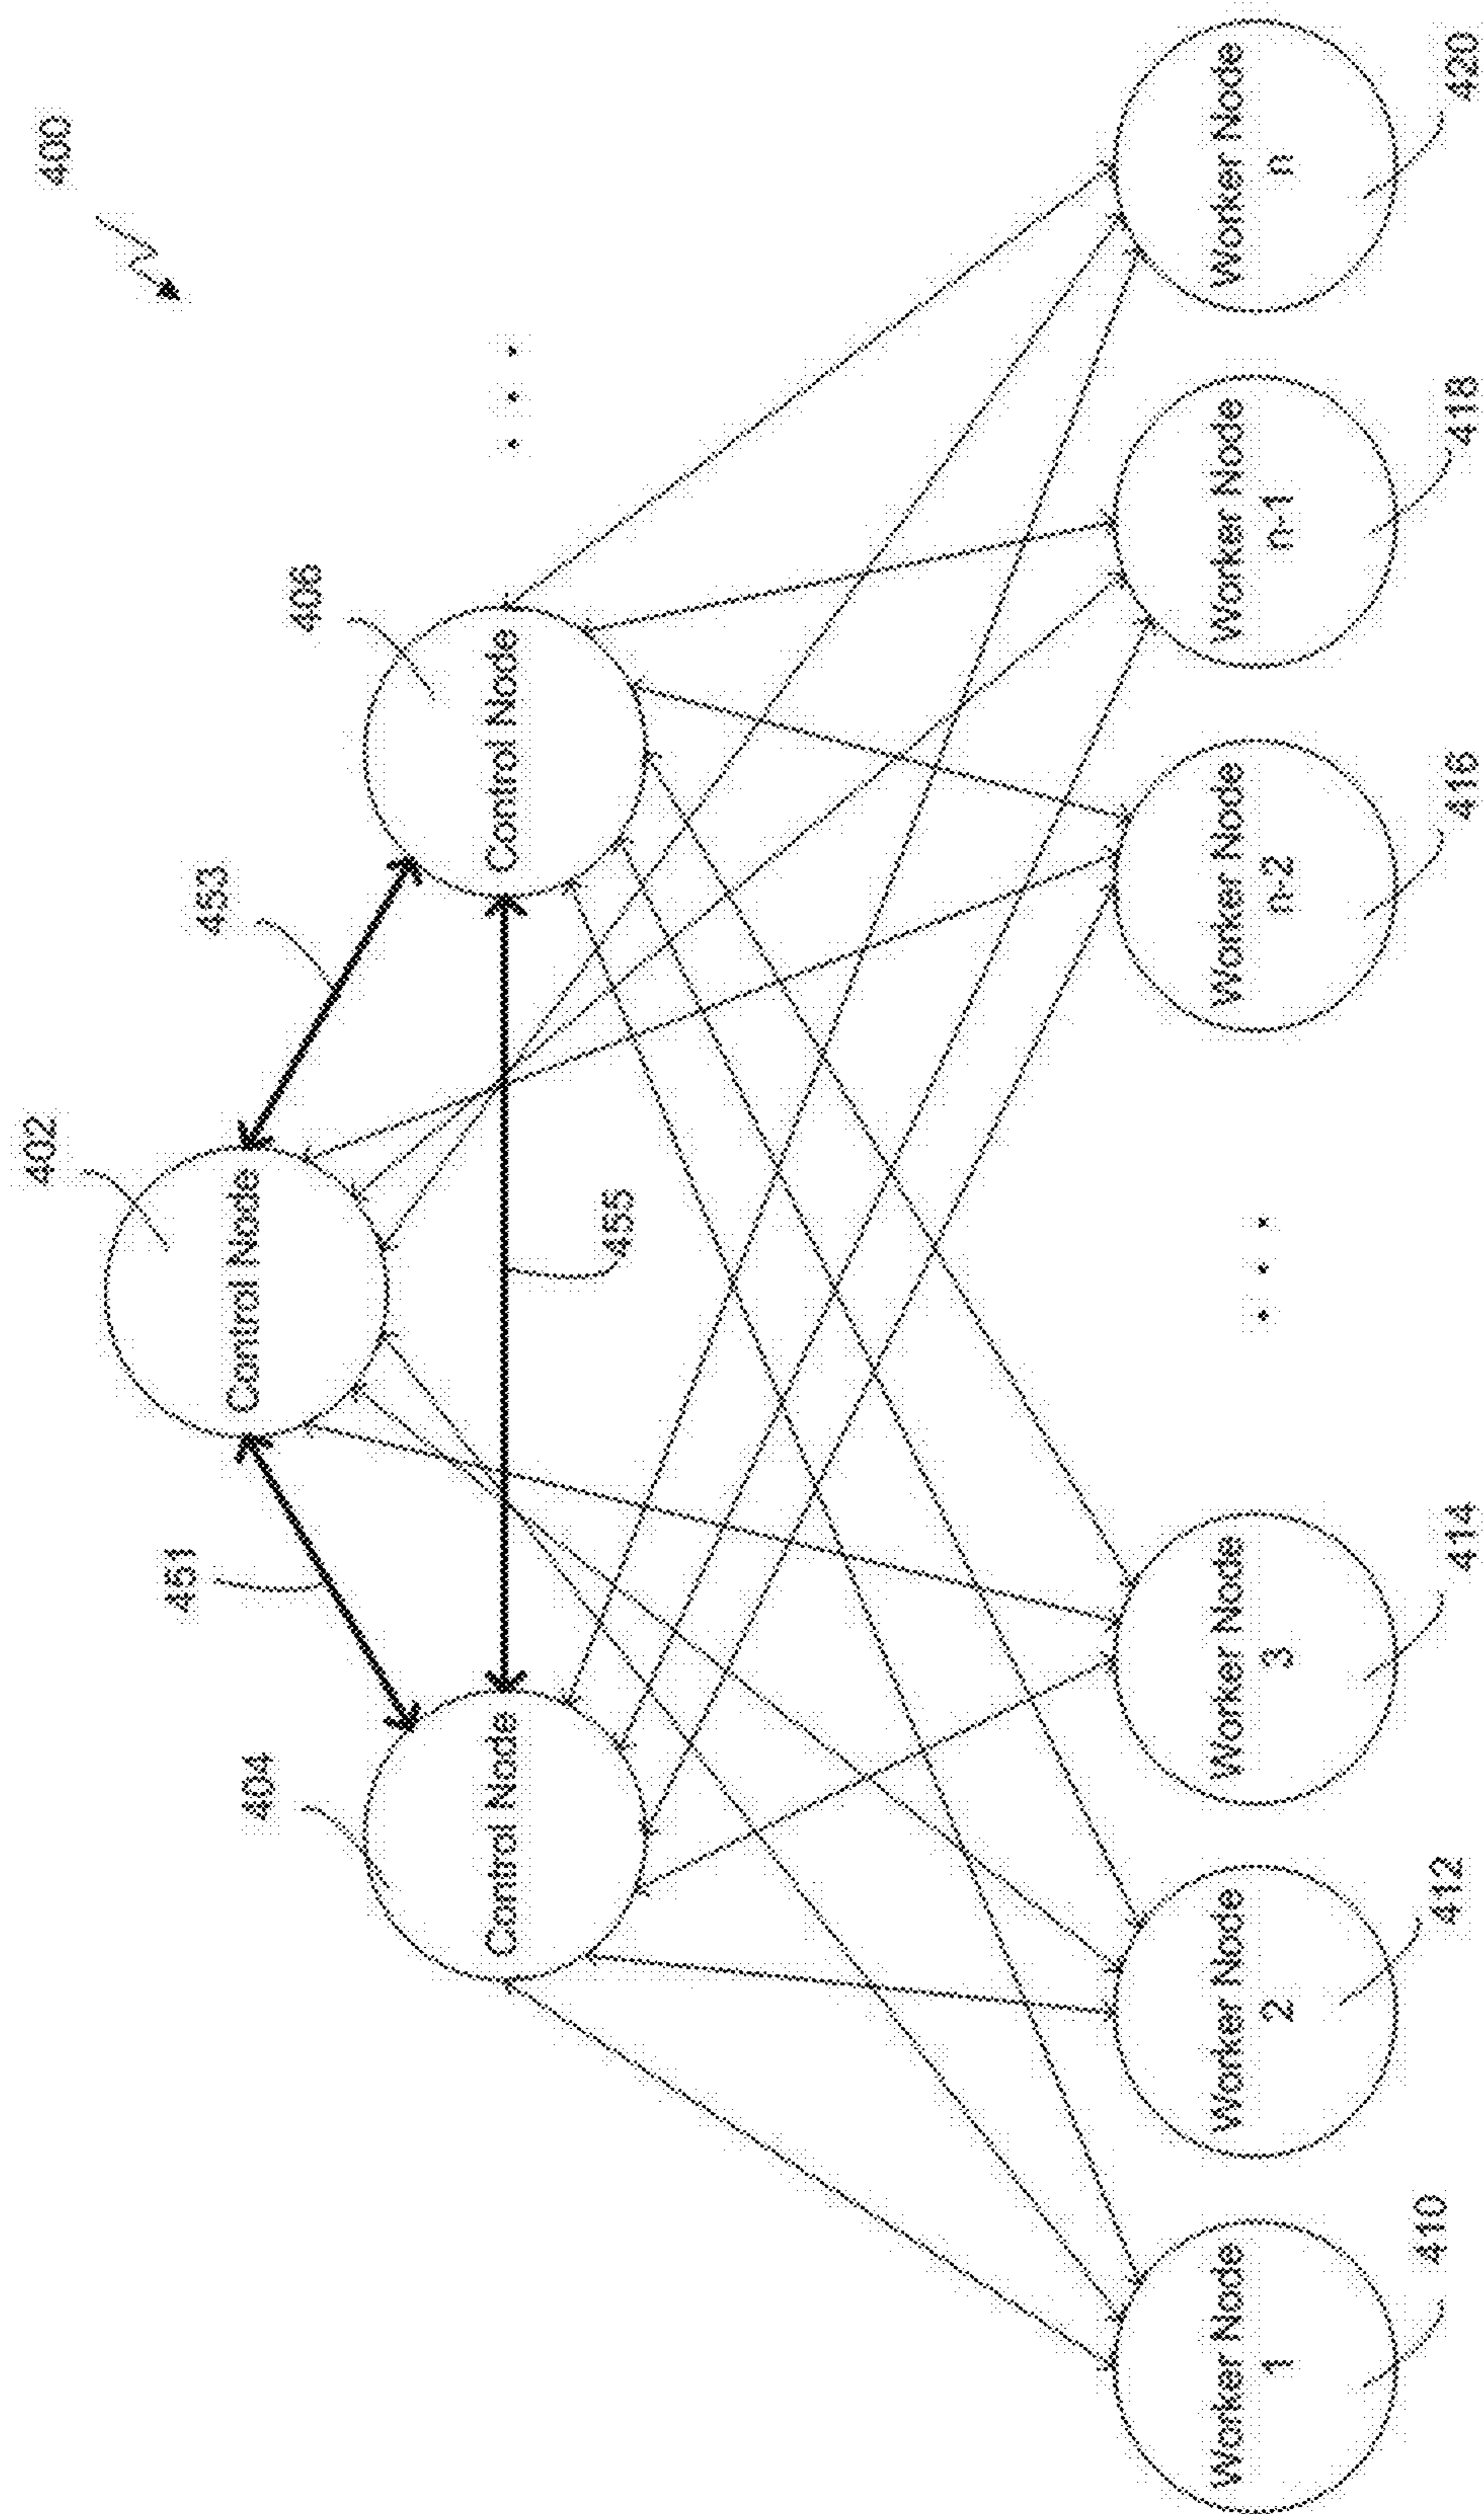 400
402
Control Node
451
453
404
Control Node
406
Control Node
455
. . .
Worker Node
1
410
Worker Node
2
412
Worker Node
3
414
. . .
Worker Node
n-2
416
Worker Node
n-1
418
Worker Node
n
420